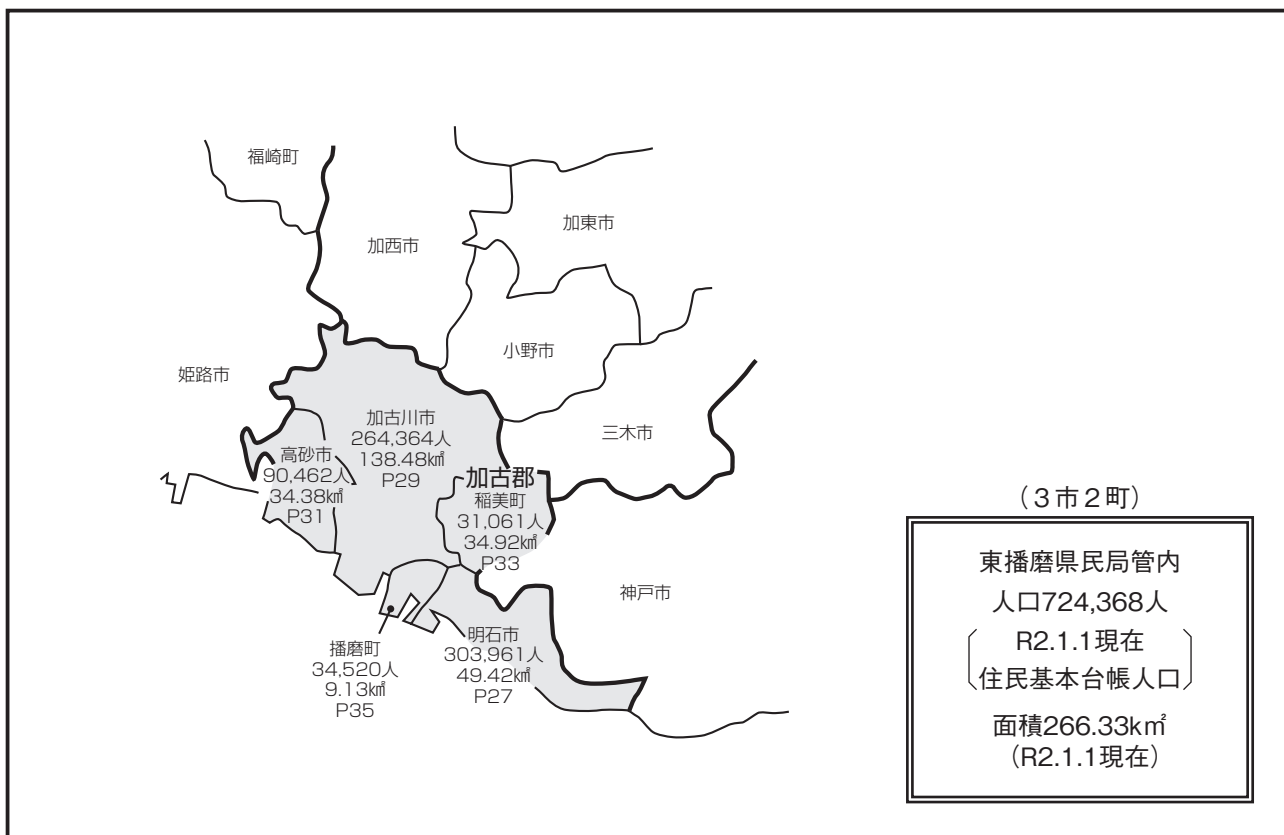 福崎町
加西市
加東市
小野市
姫路市
三木市
加古川市
264,364人
138.48㎢
P29
高砂市
90,462人
34.38㎢
P31
加古郡
稲美町
31,061人
34.92㎢
P33
神戸市
明石市
303,961人
49.42㎢
P27
播磨町
34,520人
9.13㎢
P35
（3市2町）
東播磨県民局管内
人口724,368人
R2.1.1現在
住民基本台帳人口
面積266.33k㎡
（R2.1.1現在）